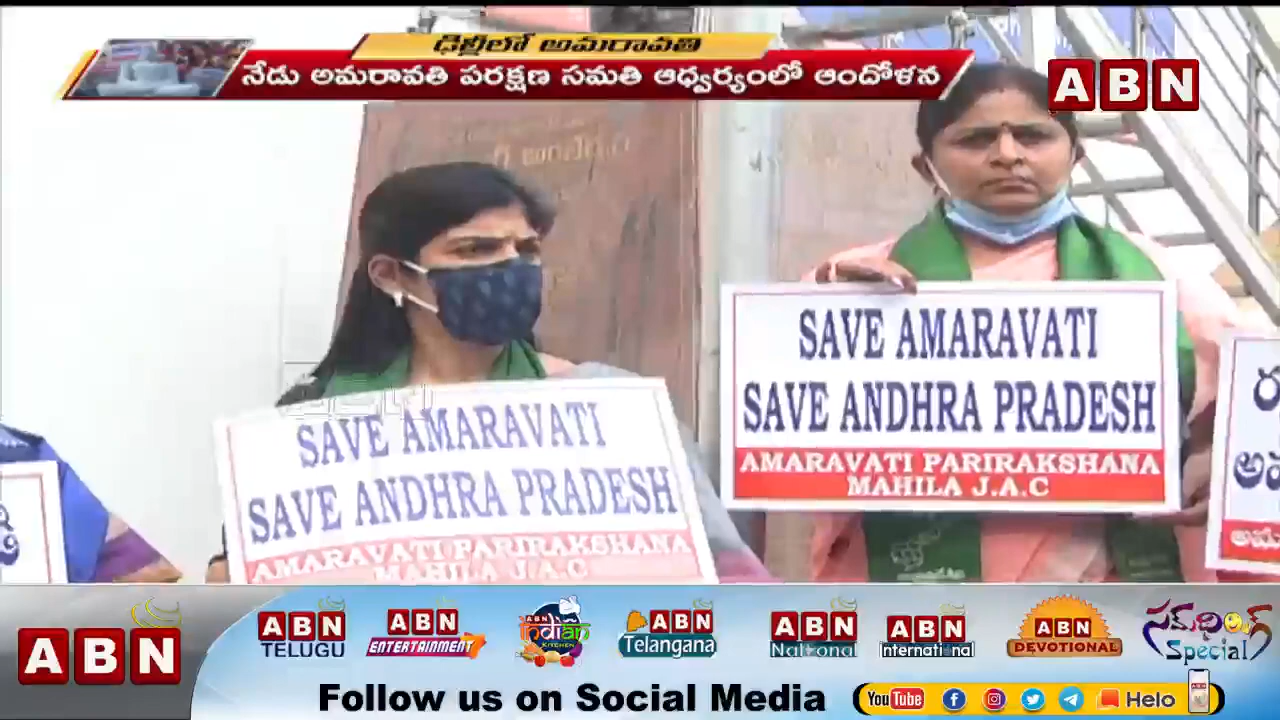 ఢిల్లీలో అమరావతి
నేడు అమరావతి పరక్షణ సమతి ఆధ్వర్యంలో ఆందోళన
ABN
SAVE AMARAVATI
SAVE ANDHRA PRADESH
AMARAVATI PARIRAKSHANA
MAHILA J.A.C
SAVE AMARAVATI
SAVE ANDHRA PRADESH
AMARAVATI PARIRAKSHANA
MAHILA J.A.C
ABN
ABN TELUGU
ABN ENTERTAINMENT
ABN Indian KITCHEN
ABN Telangana
ABN National
ABN International
ABN DEVOTIONAL
సమ్‌థింగ్ Special
Follow us on Social Media
YouTube
Helo